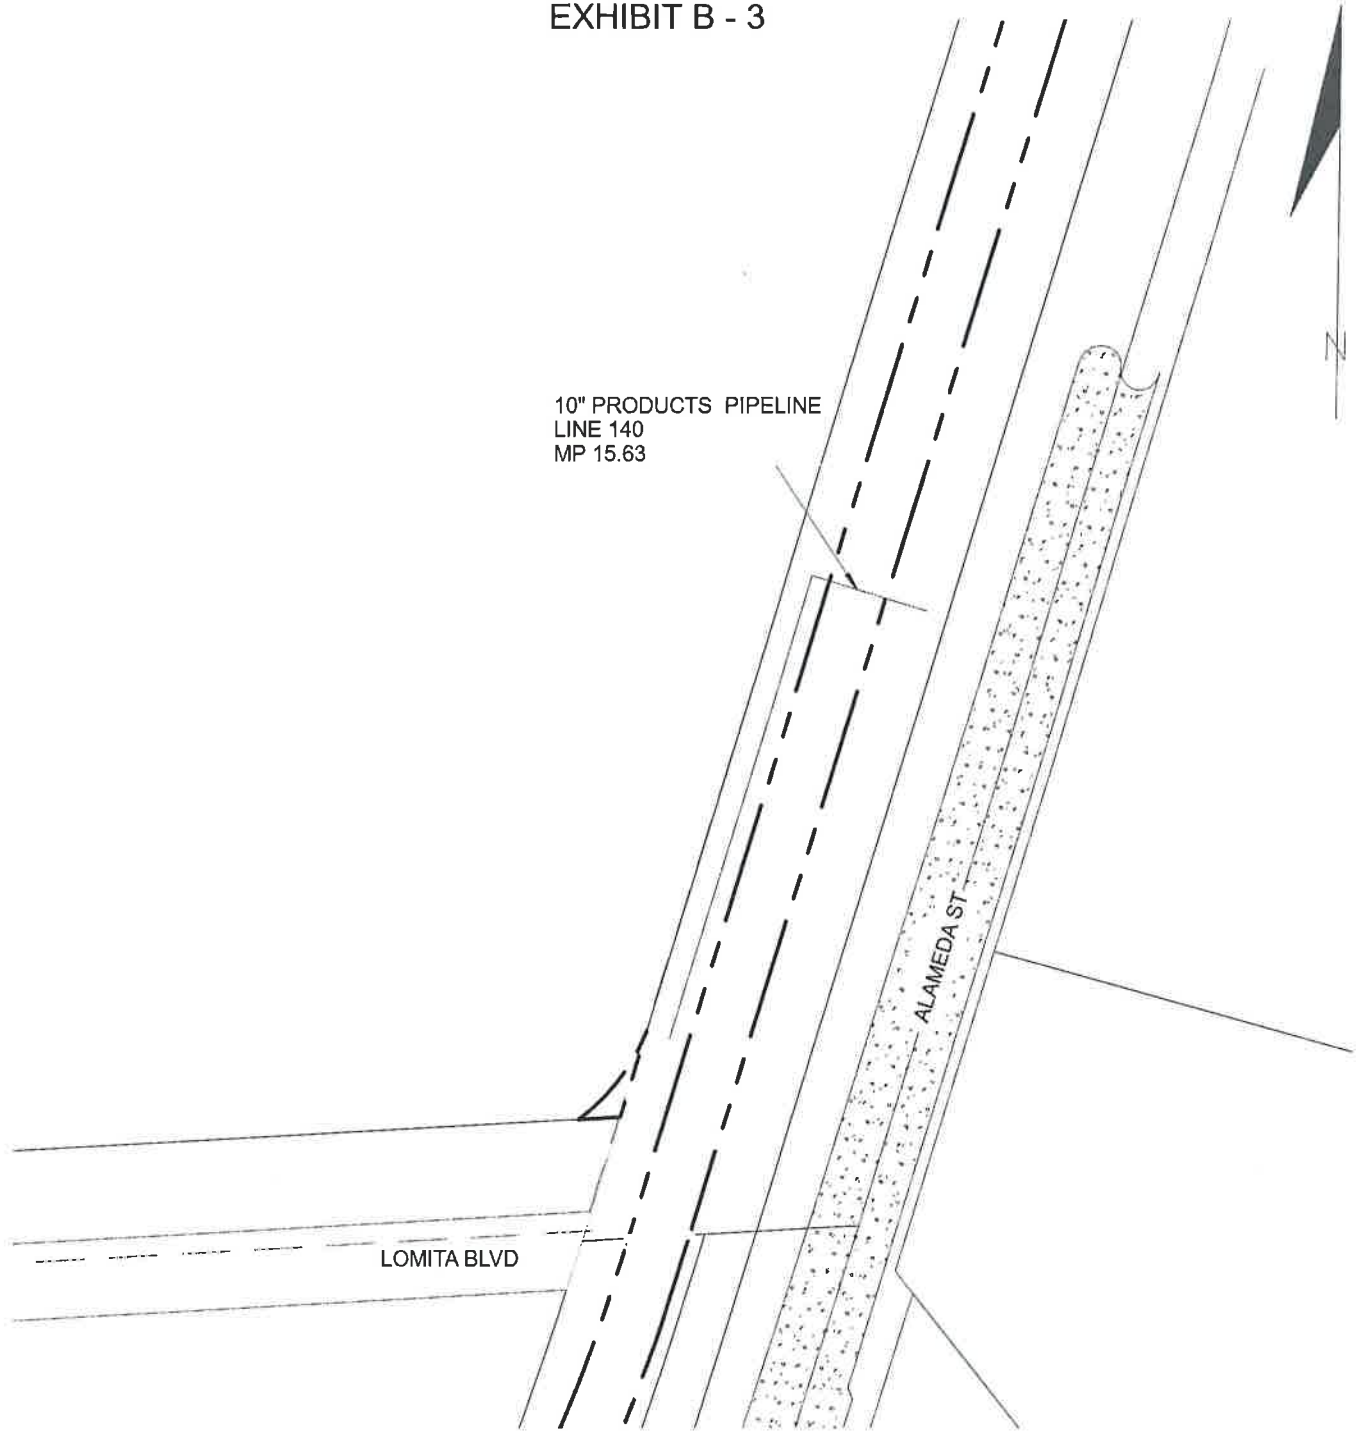 EXHIBIT B - 3
N
10" PRODUCTS PIPELINE
LINE 140
MP 15.63
ALAMEDA ST
LOMITA BLVD